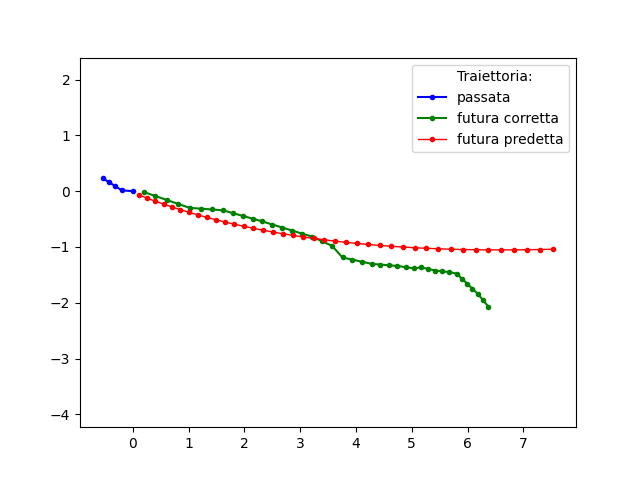 Traiettoria:
passata
futura corretta
futura predetta
2
1
0
−1
−2
−3
−4
0 1 2 3 4 5 6 7